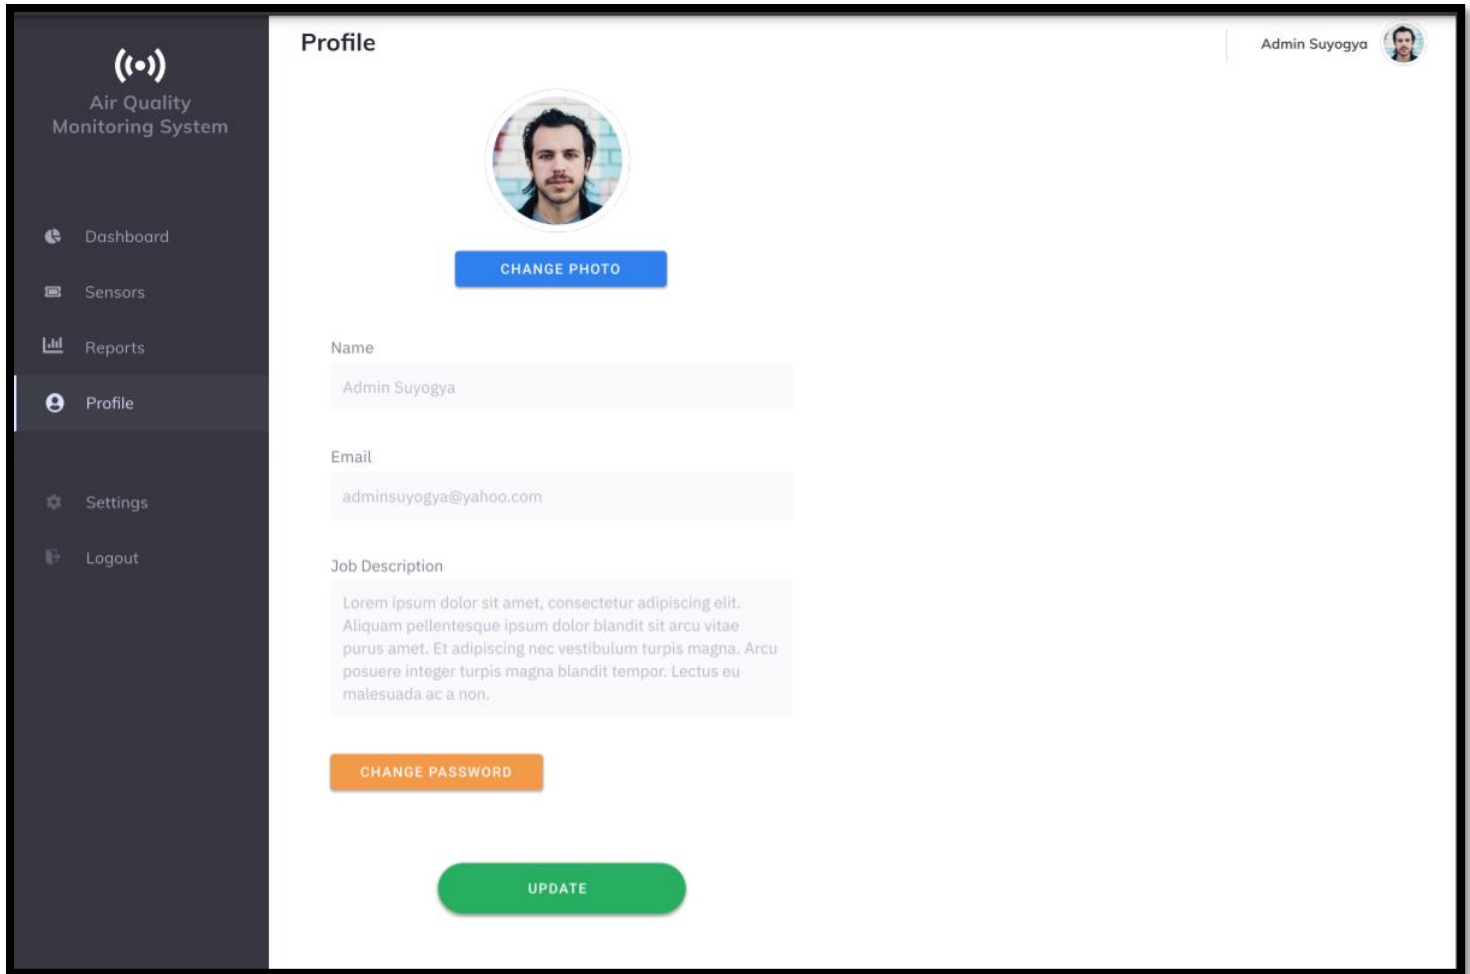 Air Quality
Monitoring System
Dashboard
Sensors
Reports
Profile
Settings
Logout
Profile
Admin Suyogya
CHANGE PHOTO
Name
Admin Suyogya
Email
adminsuyogya@yahoo.com
Job Description
Lorem ipsum dolor sit amet, consectetur adipiscing elit.
Aliquam pellentesque ipsum dolor blandit sit arcu vitae
purus amet. Et adipiscing nec vestibulum turpis magna. Arcu
posuere integer turpis magna blandit tempor. Lectus eu
malesuada ac a non.
CHANGE PASSWORD
UPDATE